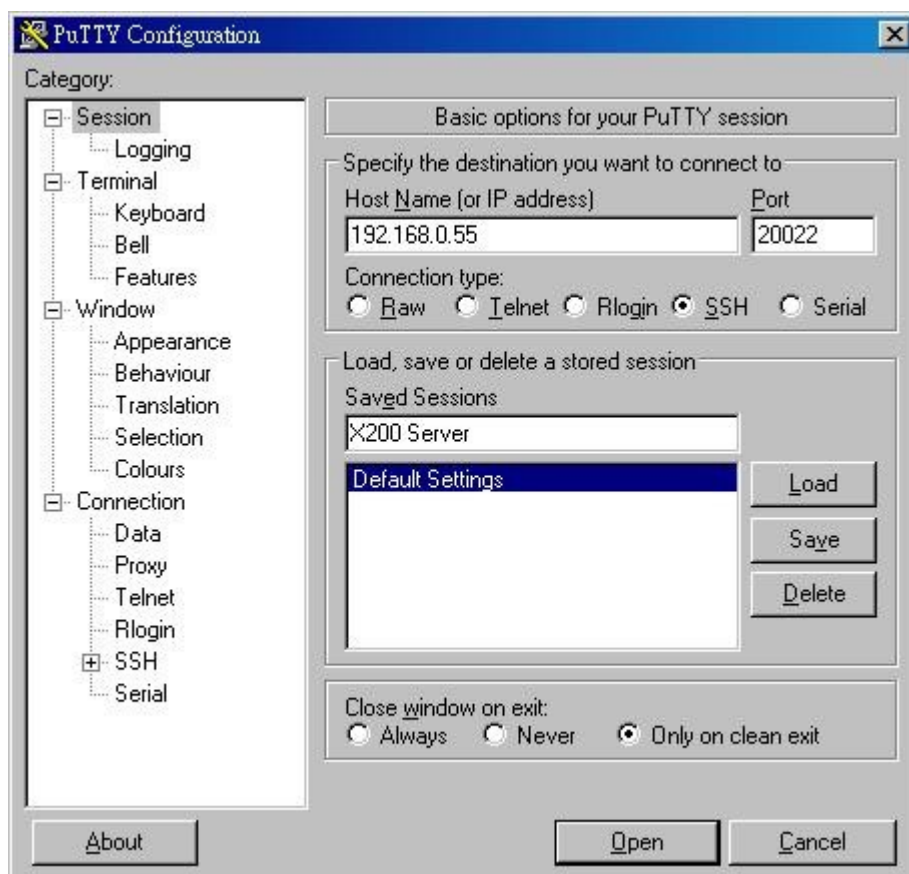 PuTTY Configuration
Category:
Session
Logging
Terminal
Keyboard
Bell
Features
Window
Appearance
Behaviour
Translation
Selection
Colours
Connection
Data
Proxy
Telnet
Rlogin
SSH
Serial
Basic options for your PuTTY session
Specify the destination you want to connect to
Host Name (or IP address) Port
192.168.0.55 20022
Connection type:
Raw Telnet Rlogin SSH Serial
Load, save or delete a stored session
Saved Sessions
X200 Server
Default Settings
Load
Save
Delete
Close window on exit:
Always Never Only on clean exit
About Open Cancel